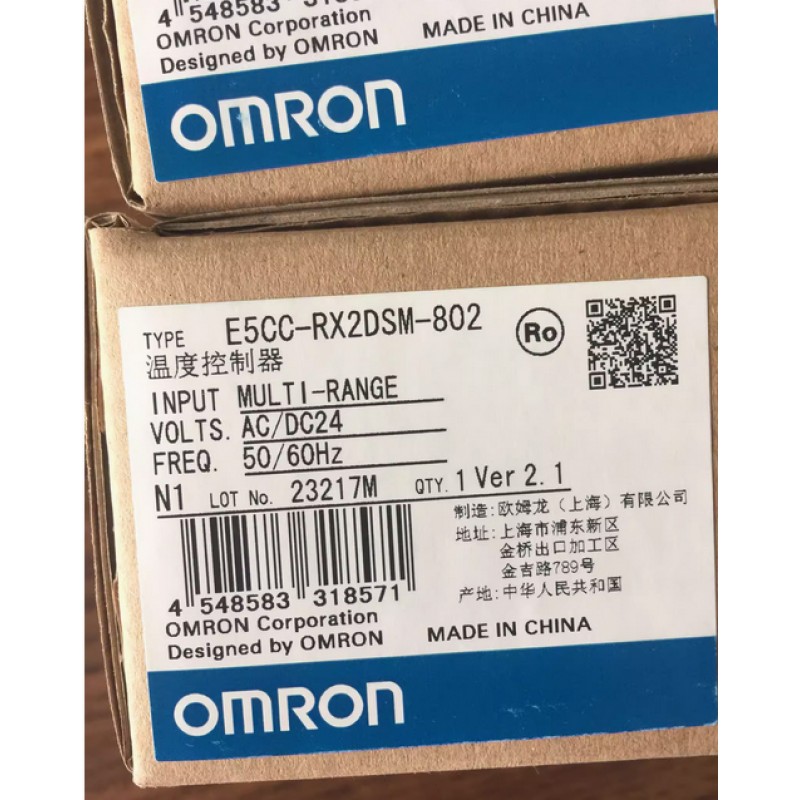 OMRON Corporation
Designed by OMRON
MADE IN CHINA
OMRON
TYPE E5CC-RX2DSM-802
Ro
温度控制器
INPUT MULTI-RANGE
VOLTS. AC/DC24
FREQ. 50/60Hz
N1 LOT No. 23217M QTY. 1 Ver 2.1
制造:欧姆龙（上海）有限公司
地址:上海市浦东新区
金桥出口加工区
金吉路789号
产地:中华人民共和国
4 548583 318571
OMRON Corporation
Designed by OMRON
MADE IN CHINA
OMRON